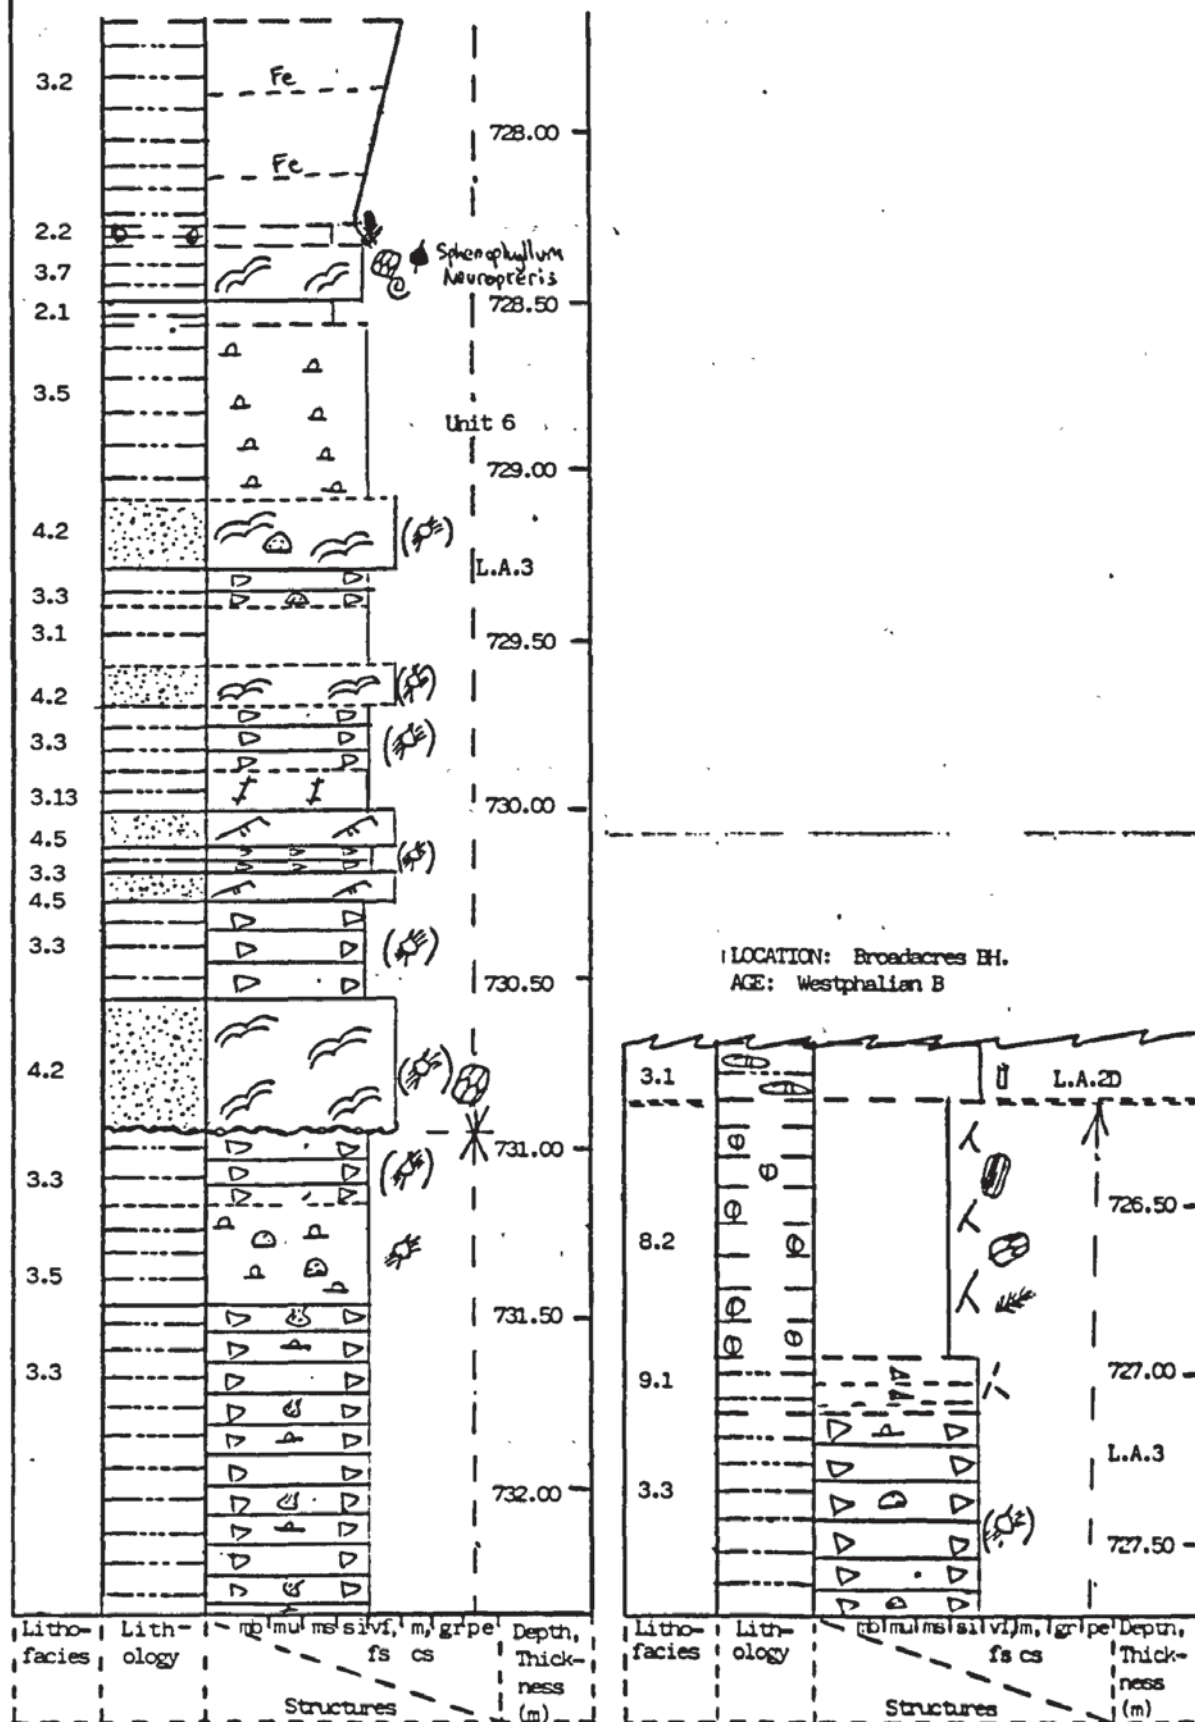 3.2
Fe
728.00
Fe
2.2
Sphenophyllum
3.7
Neuropteris
728.50
2.1
3.5
Unit 6
729.00
4.2
L.A.3
3.3
3.1
729.50
4.2
3.3
3.13
730.00
4.5
3.3
4.5
3.3
730.50
4.2
731.00
3.3
3.5
731.50
3.3
732.00
Litho-
facies
Lith-
ology
mb mu ms si vf, m, gr pe
fs cs
Structures
Depth,
Thick-
ness
(m)
LOCATION: Broadacres BH.
AGE: Westphalian B
3.1
L.A.2D
726.50
8.2
727.00
9.1
L.A.3
3.3
727.50
Litho-
facies
Lith-
ology
mb mu ms si vf, m, gr pe
fs cs
Structures
Depth,
Thick-
ness
(m)